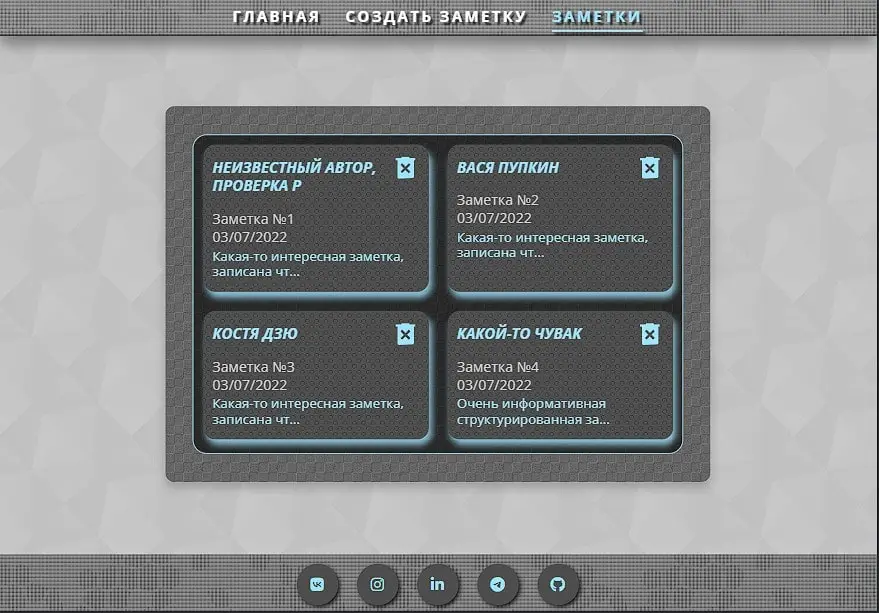 ГЛАВНАЯ СОЗДАТЬ ЗАМЕТКУ ЗАМЕТКИ
НЕИЗВЕСТНЫЙ АВТОР,
ПРОВЕРКА Р
Заметка №1
03/07/2022
Какая-то интересная заметка,
записана чт...
ВАСЯ ПУПКИН
Заметка №2
03/07/2022
Какая-то интересная заметка,
записана чт...
КОСТЯ ДЗЮ
Заметка №3
03/07/2022
Какая-то интересная заметка,
записана чт...
КАКОЙ-ТО ЧУВАК
Заметка №4
03/07/2022
Очень информативная
структурированная за...